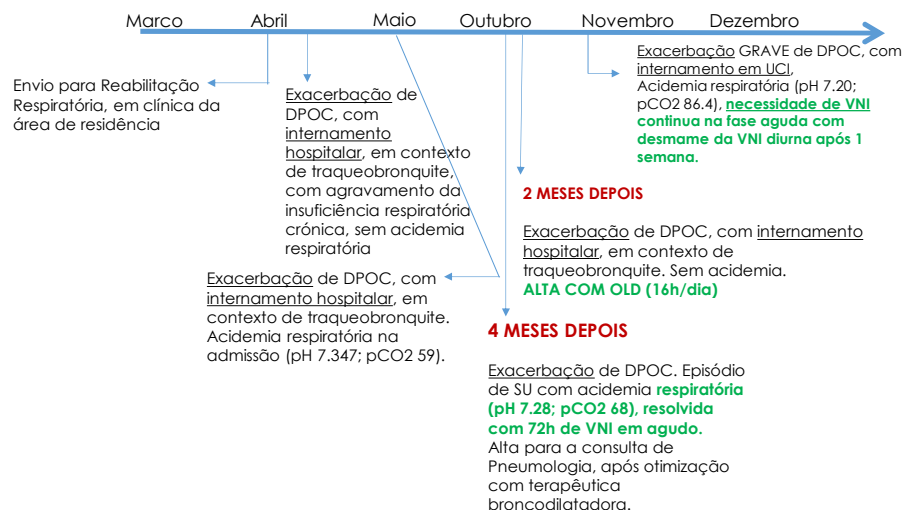 Marco Abril Maio Outubro Novembro Dezembro
Envio para Reabilitação
Respiratória, em clínica da
área de residência
Exacerbação de
DPOC, com
internamento
hospitalar, em contexto
de traqueobronquite,
com agravamento da
insuficiência respiratória
crónica, sem acidemia
respiratória
Exacerbação de DPOC, com
internamento hospitalar, em
contexto de traqueobronquite.
Acidemia respiratória na
admissão (pH 7.347; pCO2 59).
4 MESES DEPOIS
Exacerbação de DPOC. Episódio
de SU com acidemia respiratória
(pH 7.28; pCO2 68), resolvida
com 72h de VNI em agudo.
Alta para a consulta de
Pneumologia, após otimização
com terapêutica
broncodilatadora.
2 MESES DEPOIS
Exacerbação de DPOC, com internamento
hospitalar, em contexto de
traqueobronquite. Sem acidemia.
ALTA COM OLD (16h/dia)
Exacerbação GRAVE de DPOC, com
internamento em UCI,
Acidemia respiratória (pH 7.20;
pCO2 86.4), necessidade de VNI
continua na fase aguda com
desmame da VNI diurna após 1
semana.